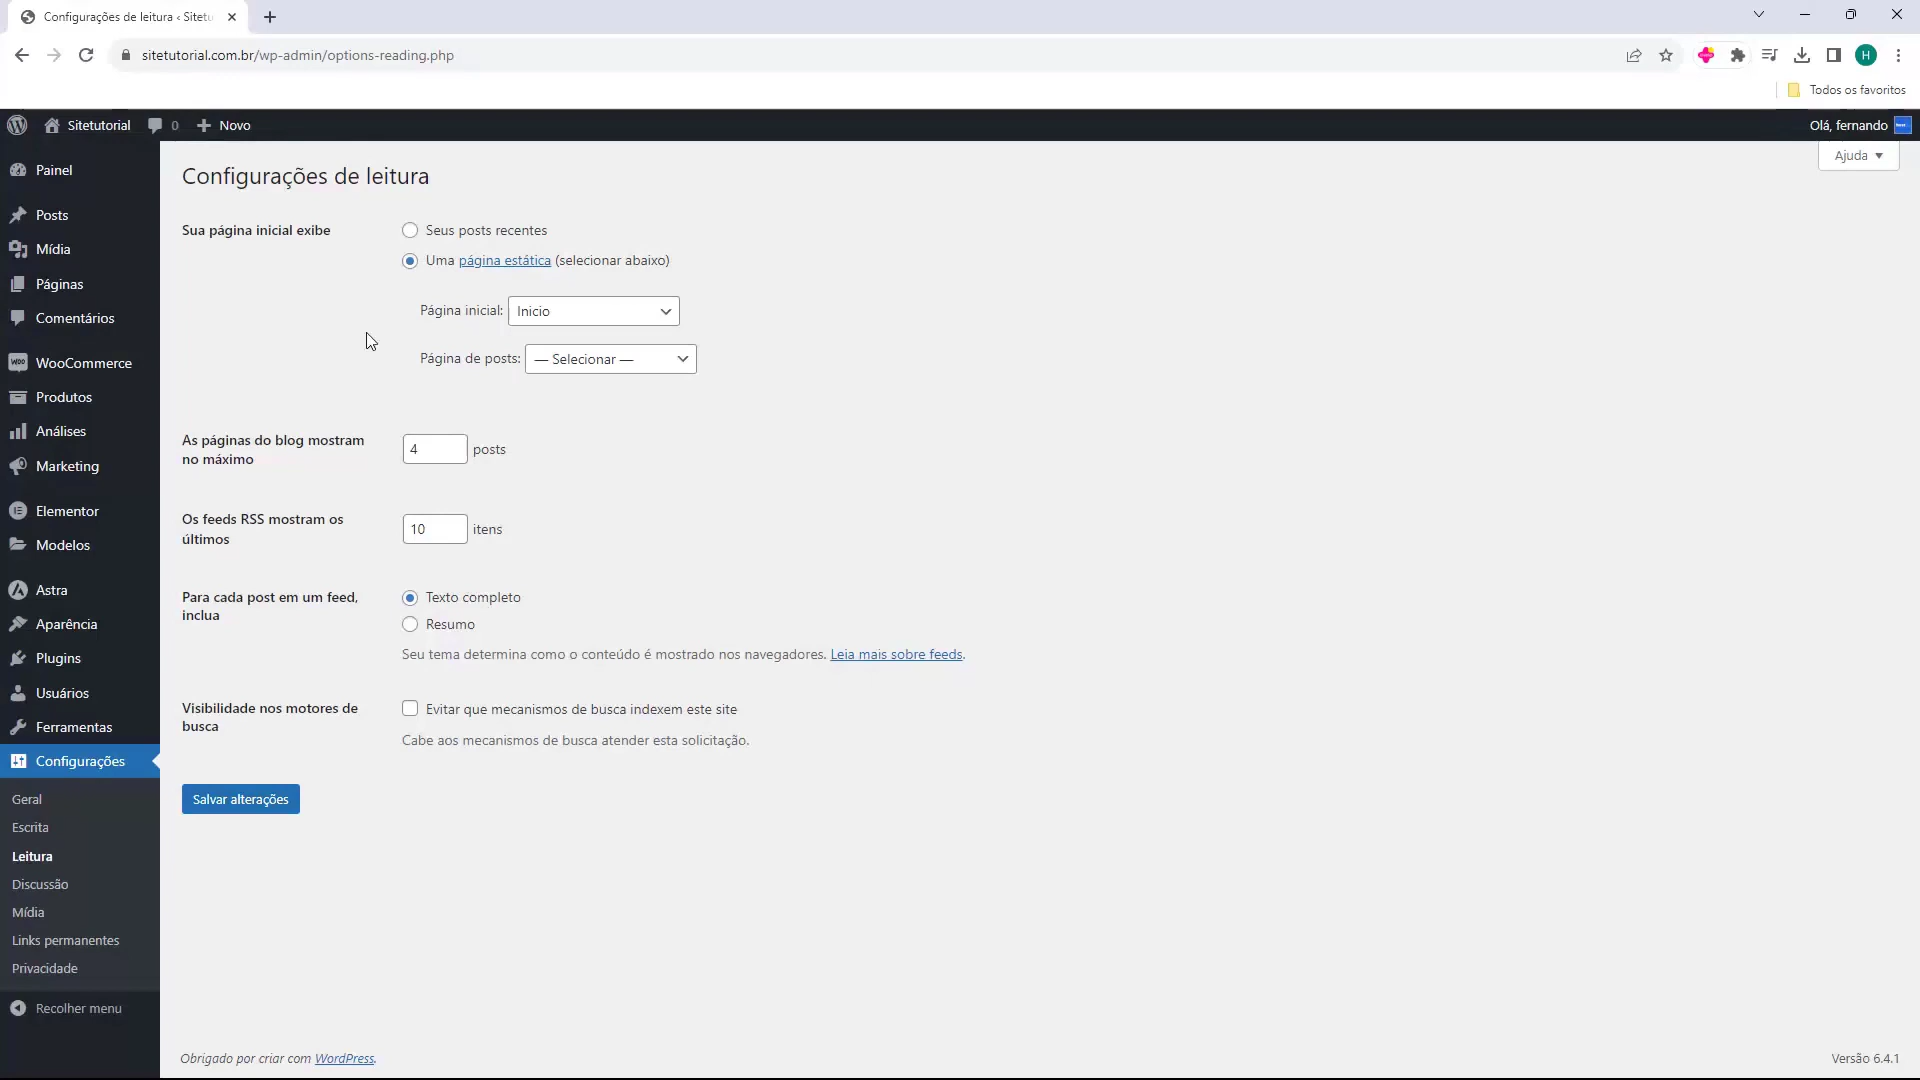 Configurações de leitura ‹ Sitetu
sitetutorial.com.br/wp-admin/options-reading.php
H
Todos os favoritos
Sitetutorial 0 Novo
Olá, fernando
Ajuda
Painel
Posts
Mídia
Páginas
Comentários
WooCommerce
Produtos
Análises
Marketing
Elementor
Modelos
Astra
Aparência
Plugins
Usuários
Ferramentas
Configurações
Geral
Escrita
Leitura
Discussão
Mídia
Links permanentes
Privacidade
Recolher menu
Configurações de leitura
Sua página inicial exibe
Seus posts recentes
Uma página estática (selecionar abaixo)
Página inicial: Inicio
Página de posts: — Selecionar —
As páginas do blog mostram
no máximo
4 posts
Os feeds RSS mostram os
últimos
10 itens
Para cada post em um feed,
inclua
Texto completo
Resumo
Seu tema determina como o conteúdo é mostrado nos navegadores. Leia mais sobre feeds.
Visibilidade nos motores de
busca
Evitar que mecanismos de busca indexem este site
Cabe aos mecanismos de busca atender esta solicitação.
Salvar alterações
Obrigado por criar com WordPress.
Versão 6.4.1